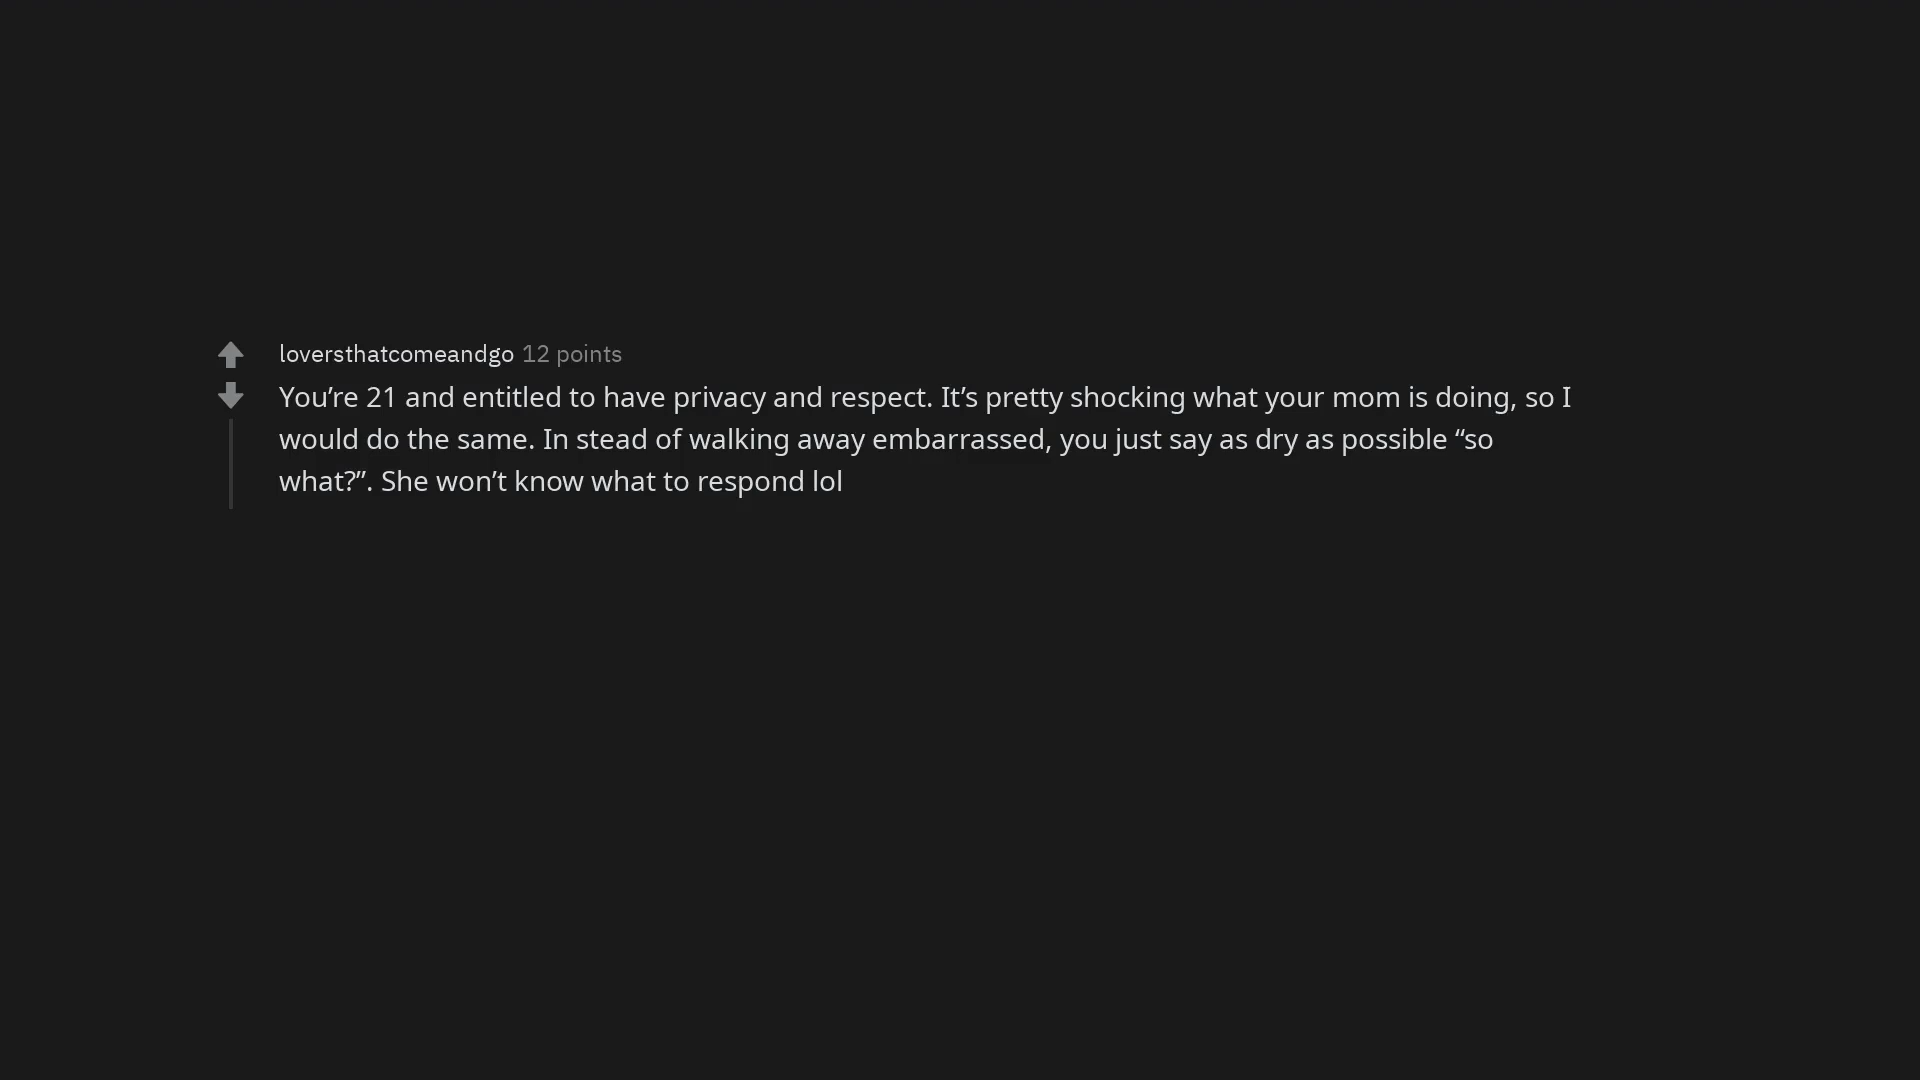 loversthatcomeandgo 12 points
You’re 21 and entitled to have privacy and respect. It’s pretty shocking what your mom is doing, so I
would do the same. In stead of walking away embarrassed, you just say as dry as possible “so
what?”. She won’t know what to respond lol